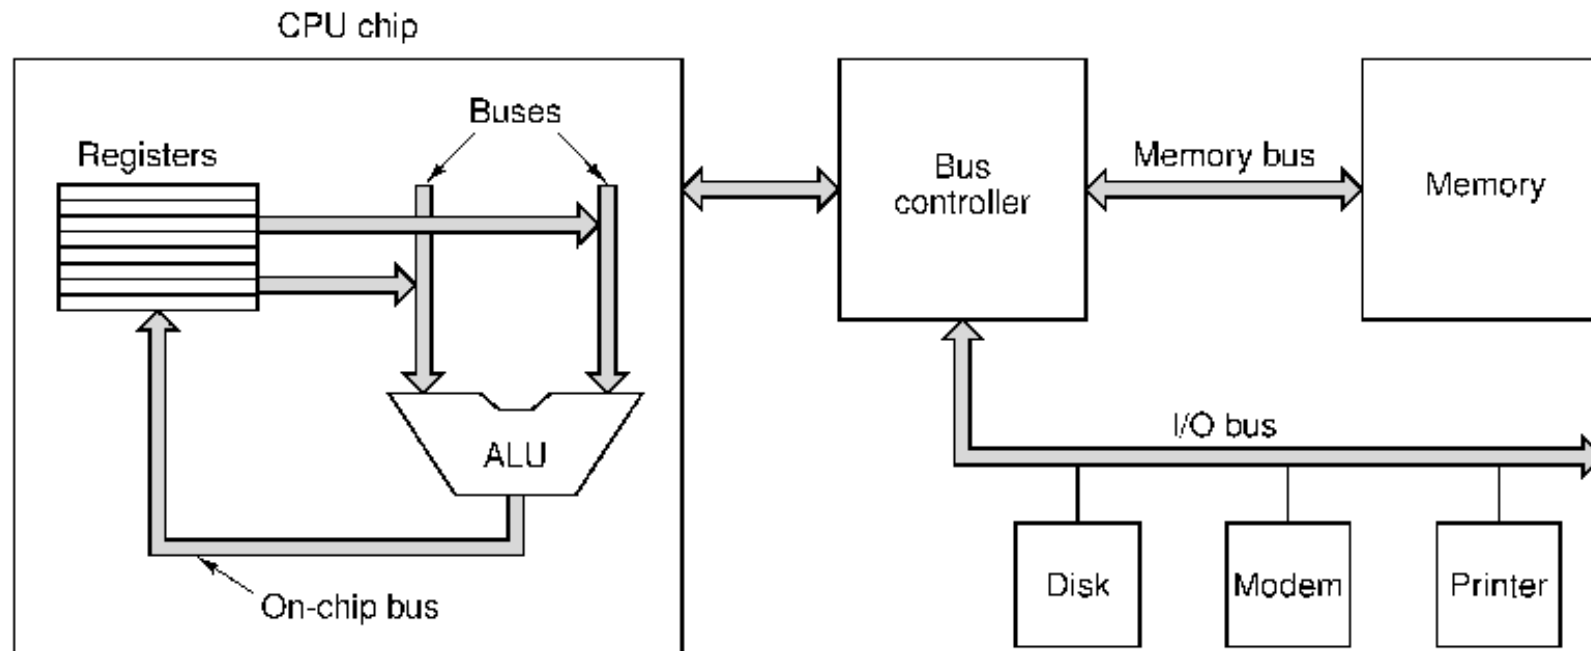 CPU chip
Buses
Registers
ALU
On-chip bus
Bus
controller
Memory bus
Memory
I/O bus
Disk
Modem
Printer